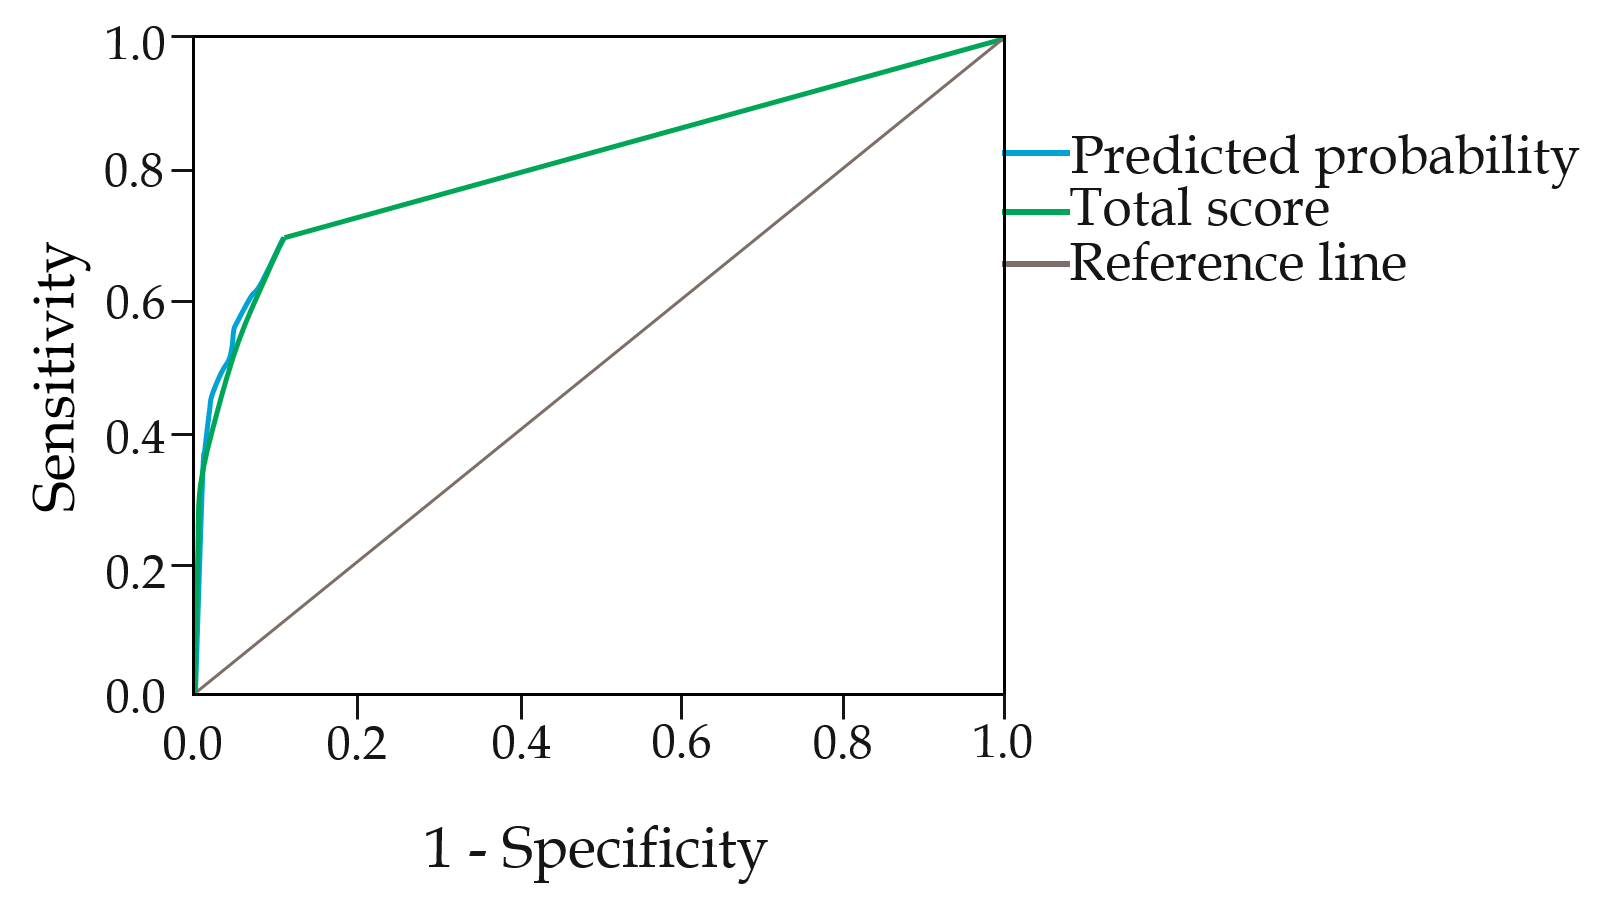 1.0
0.8
0.6
0.4
0.2
0.0
Sensitivity
0.0 0.2 0.4 0.6 0.8 1.0
1 - Specificity
Predicted probability
Total score
Reference line